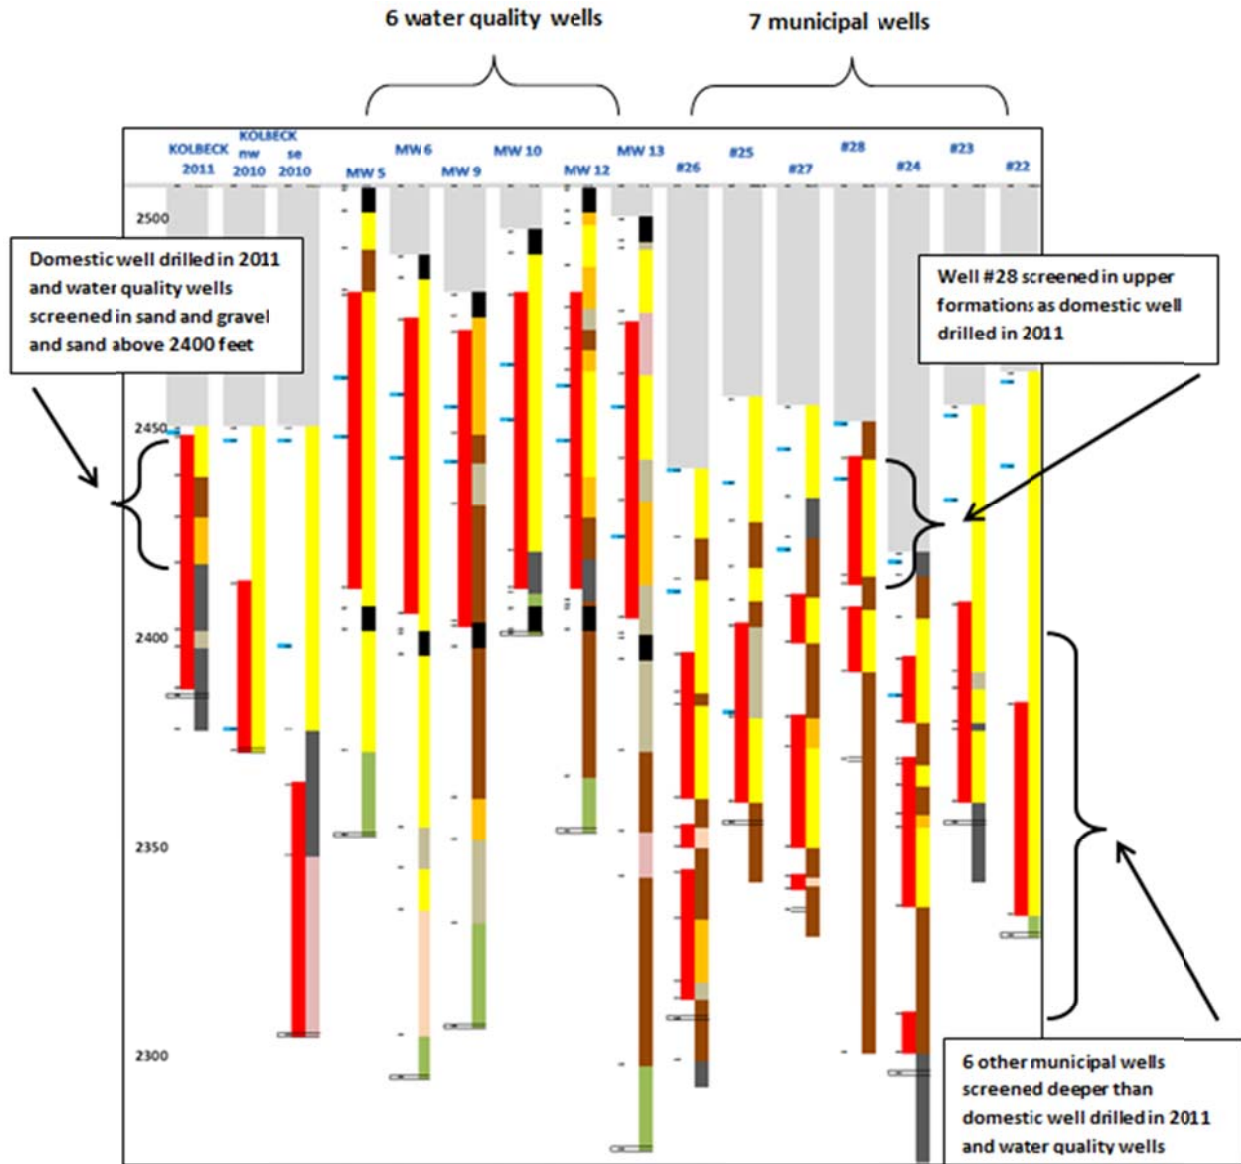 6 water quality wells
7 municipal wells
KOLBECK
2011
KOLBECK
nw
2010
se
2010
MW 5
MW 6
MW 9
MW 10
MW 12
MW 13
#26
#25
#27
#28
#24
#23
#22
2500
2450
2400
2350
2300
Domestic well drilled in 2011
and water quality wells
screened in sand and gravel
and sand above 2400 feet
Well #28 screened in upper
formations as domestic well
drilled in 2011
6 other municipal wells
screened deeper than
domestic well drilled in 2011
and water quality wells